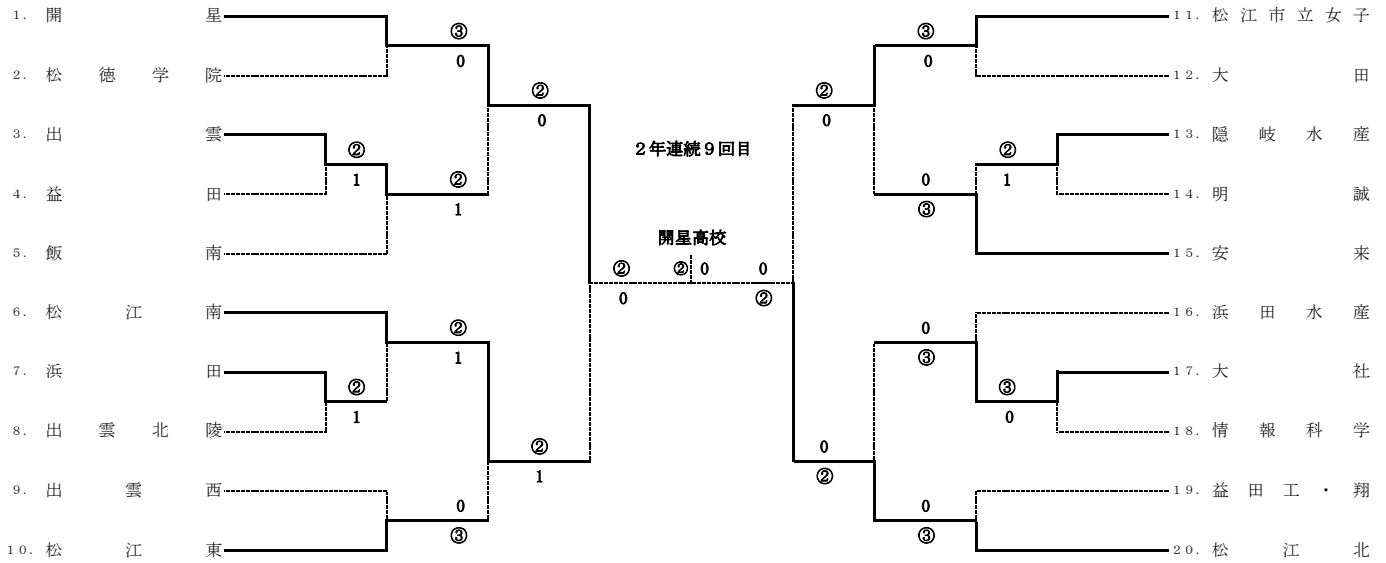 1. 開星
③
0
2. 松徳学院
②
0
3. 出雲
②
1
4. 益田
②
1
5. 飯南
6. 松江南
②
1
7. 浜田
②
1
8. 出雲北陵
②
1
9. 出雲西
0
③
10. 松江東
2年連続9回目
開星高校
② ② 0 0
0 ②
11. 松江市立女子
③
0
12. 大田
②
0
13. 隠岐水産
②
1
14. 明誠
0
③
15. 安来
16. 浜田水産
0
③
17. 大社
③
0
18. 情報科学
0
②
19. 益田工・翔
0
③
20. 松江北